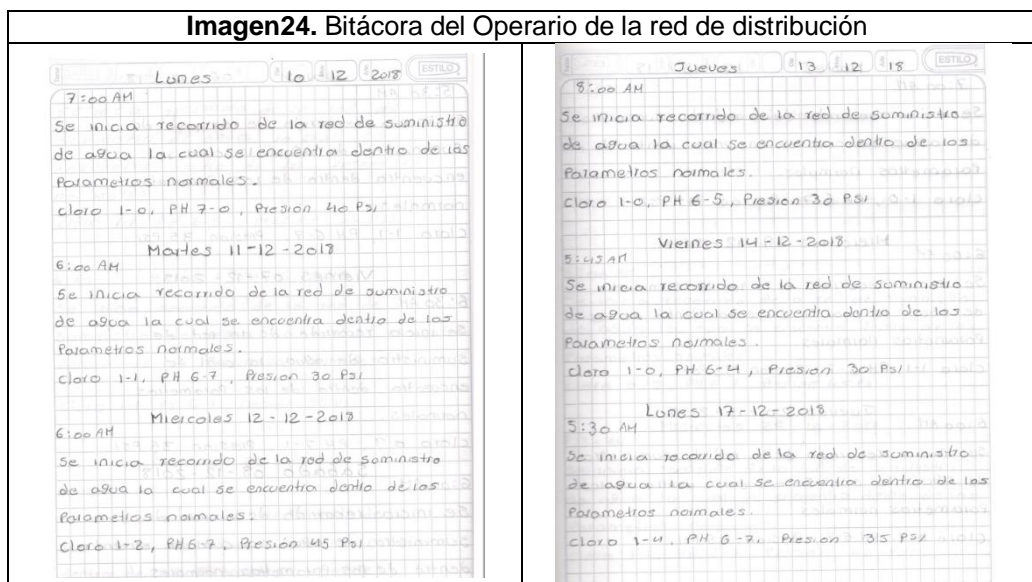 Imagen24. Bitácora del Operario de la red de distribución
Lunes 10 12 2018 ESTILO
7:00 AM
Se inicia recorrido de la red de suministro
de agua la cual se encuentra dentro de las
Parametros normales.
cloro 1-0, PH 7-0, Presion 40 Psi
Martes 11-12-2018
6:00 AM
Se inicia recorrido de la red de suministro
de agua la cual se encuentra dentro de los
Parametros normales.
Cloro 1-1, PH 6-7, Presion 30 Psi
Miercoles 12-12-2018
6:00 AM
Se inicia recorrido de la red de suministro
de agua la cual se encuentra dentro de los
Parametros normales.
Cloro 1-2, PH 6-7, Presión 45 Psi
Jueves 13 12 18 ESTILO
8:00 AM
Se inicia recorrido de la red de suministro
de agua la cual se encuentra dentro de los
Parametros normales.
Cloro 1-0, PH 6-5, Presion 30 PSI
Viernes 14-12-2018
5:45 AM
Se inicia recorrido de la red de suministro
de agua la cual se encuentra dentro de los
Parametros normales.
Cloro 1-0, PH 6-4, Presion 30 Psi
Lunes 17-12-2018
5:30 AM
Se inicia recorrido de la red de suministro
de agua la cual se encuentra dentro de los
Parametros normales.
Cloro 1-4, PH 6-7, Presion 315 PSI